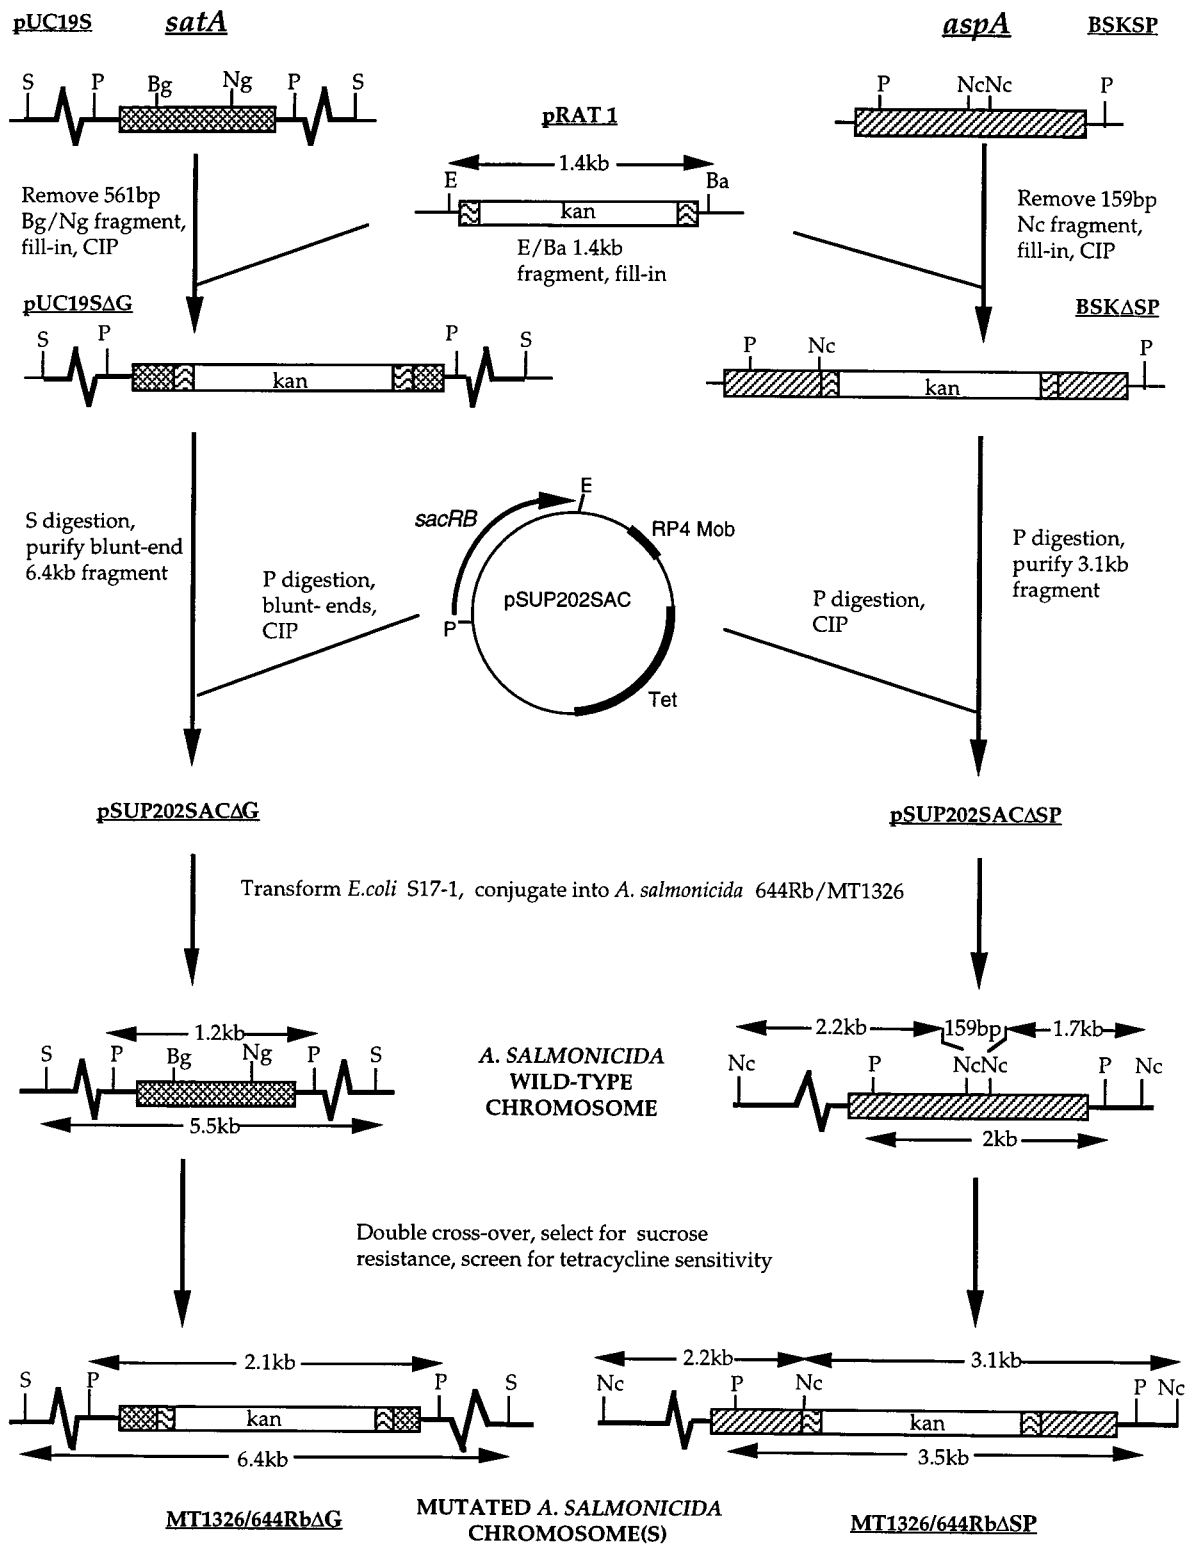 pUC19S
satA
aspA
BSKSP
S
P
Bg
Ng
P
S
P
NcNc
P
pRAT 1
1.4kb
E
Ba
kan
E/Ba 1.4kb
fragment, fill-in
Remove 561bp
Bg/Ng fragment,
fill-in, CIP
Remove 159bp
Nc fragment,
fill-in, CIP
pUC19SΔG
BSKΔSP
S
P
P
S
kan
P
Nc
P
kan
S digestion,
purify blunt-end
6.4kb fragment
P digestion,
blunt- ends,
CIP
sacRB
E
RP4 Mob
pSUP202SAC
P
Tet
P digestion,
CIP
P digestion,
purify 3.1kb
fragment
pSUP202SACΔG
pSUP202SACΔSP
Transform E.coli S17-1, conjugate into A. salmonicida 644Rb/MT1326
1.2kb
S
P
Bg
Ng
P
S
5.5kb
A. SALMONICIDA
WILD-TYPE
CHROMOSOME
2.2kb
159bp
1.7kb
Nc
P
NcNc
P
Nc
2kb
Double cross-over, select for sucrose
resistance, screen for tetracycline sensitivity
2.1kb
S
P
P
S
kan
6.4kb
2.2kb
3.1kb
Nc
P
Nc
P
Nc
kan
3.5kb
MT1326/644RbΔG
MUTATED A. SALMONICIDA
CHROMOSOME(S)
MT1326/644RbΔSP